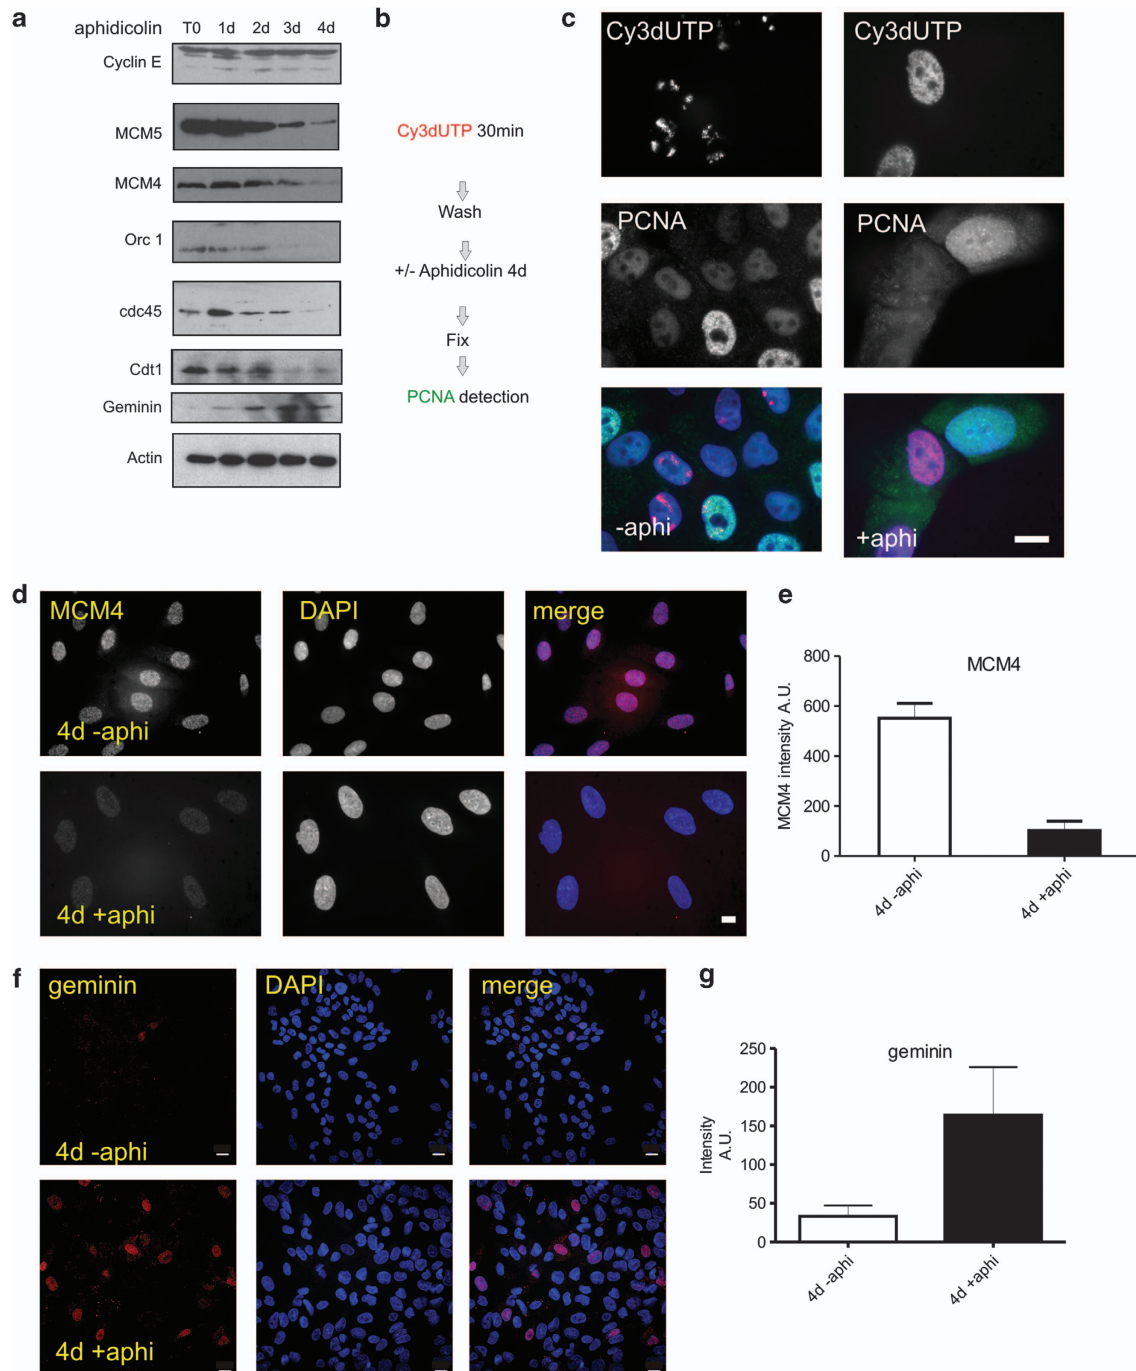 a
aphidicolin T0 1d 2d 3d 4d
Cyclin E
MCM5
MCM4
Orc 1
cdc45
Cdt1
Geminin
Actin
b
Cy3dUTP 30min
Wash
+/- Aphidicolin 4d
Fix
PCNA detection
c
Cy3dUTP Cy3dUTP
PCNA PCNA
-aphi +aphi
d
MCM4 DAPI merge
4d -aphi
4d +aphi
e
MCM4
MCM4 intensity A.U.
800
600
400
200
0
4d -aphi 4d +aphi
f
geminin DAPI merge
4d -aphi
4d +aphi
g
geminin
Intensity
A.U.
250
200
150
100
50
0
4d -aphi 4d +aphi